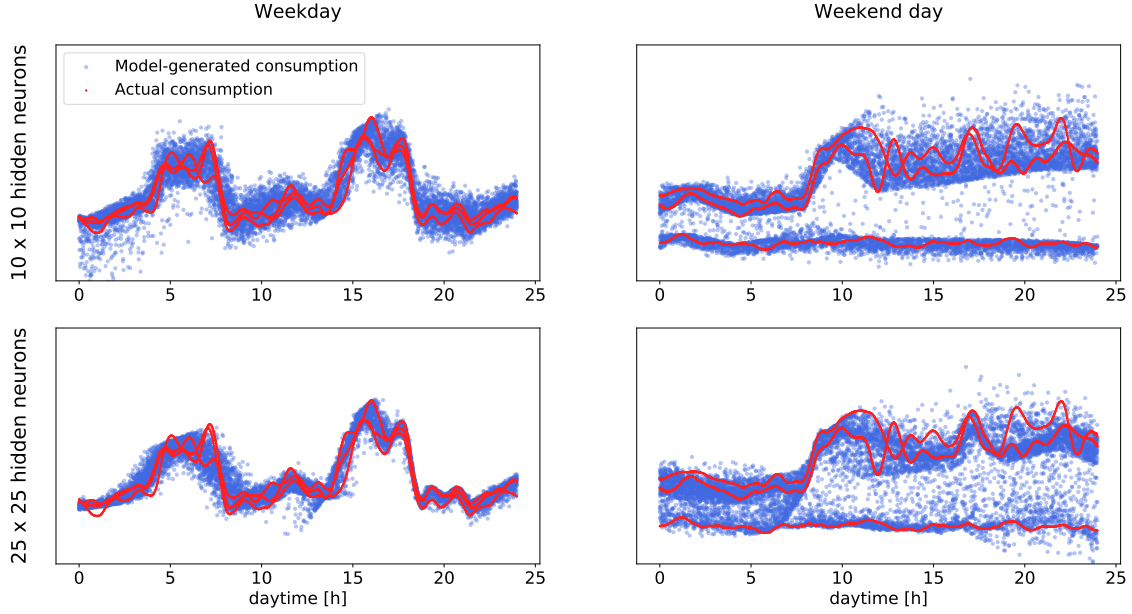 Weekday
Weekend day
10 x 10 hidden neurons
Model-generated consumption
Actual consumption
0 5 10 15 20 25
0 5 10 15 20 25
25 x 25 hidden neurons
0 5 10 15 20 25
daytime [h]
0 5 10 15 20 25
daytime [h]